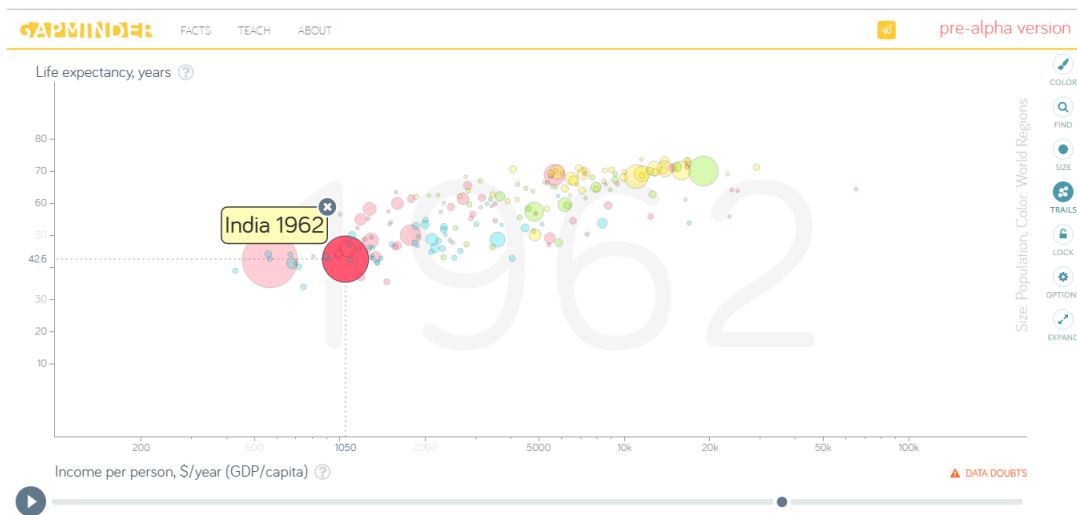 GAPMINDER FACTS TEACH ABOUT pre-alpha version
Life expectancy, years ?
COLOR
FIND
SIZE
TRAILS
LOCK
OPTION
EXPAND
Size: Population, Color: World Regions
1962
India 1962
80
70
60
50
42.6
30
20
10
200 500 1050 2000 5000 10k 20k 50k 100k
Income per person, $/year (GDP/capita) ?
DATA DOUBTS